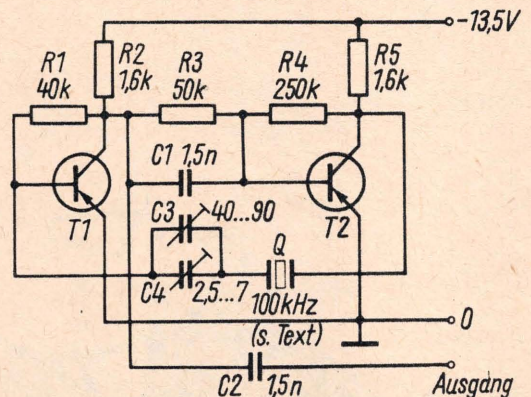 -13,5V
R1
40k
R2
1,6k
R3
50k
R4
250k
R5
1,6k
C1 1,5n
T1
T2
C3 40...90
C4 2,5...7
Q
100kHz
(s. Text)
0
C2 1,5n
Ausgang